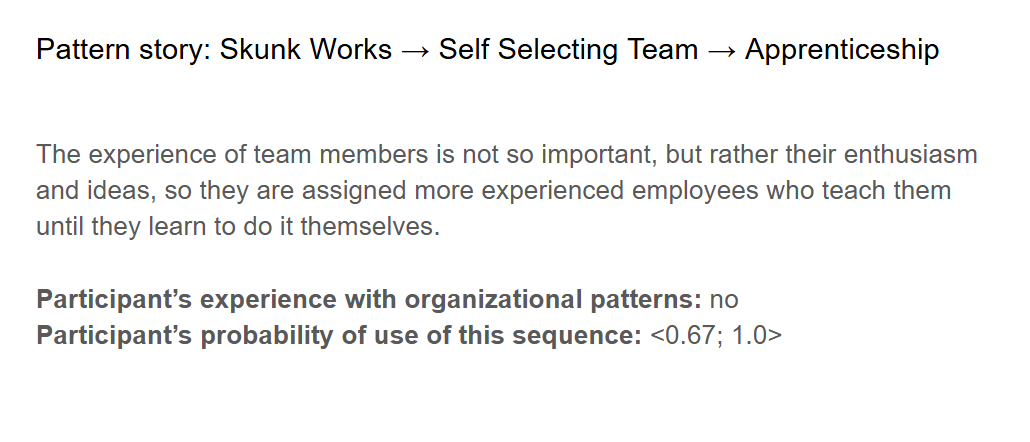 Pattern story: Skunk Works → Self Selecting Team → Apprenticeship
The experience of team members is not so important, but rather their enthusiasm
and ideas, so they are assigned more experienced employees who teach them
until they learn to do it themselves.
Participant’s experience with organizational patterns: no
Participant’s probability of use of this sequence: <0.67; 1.0>